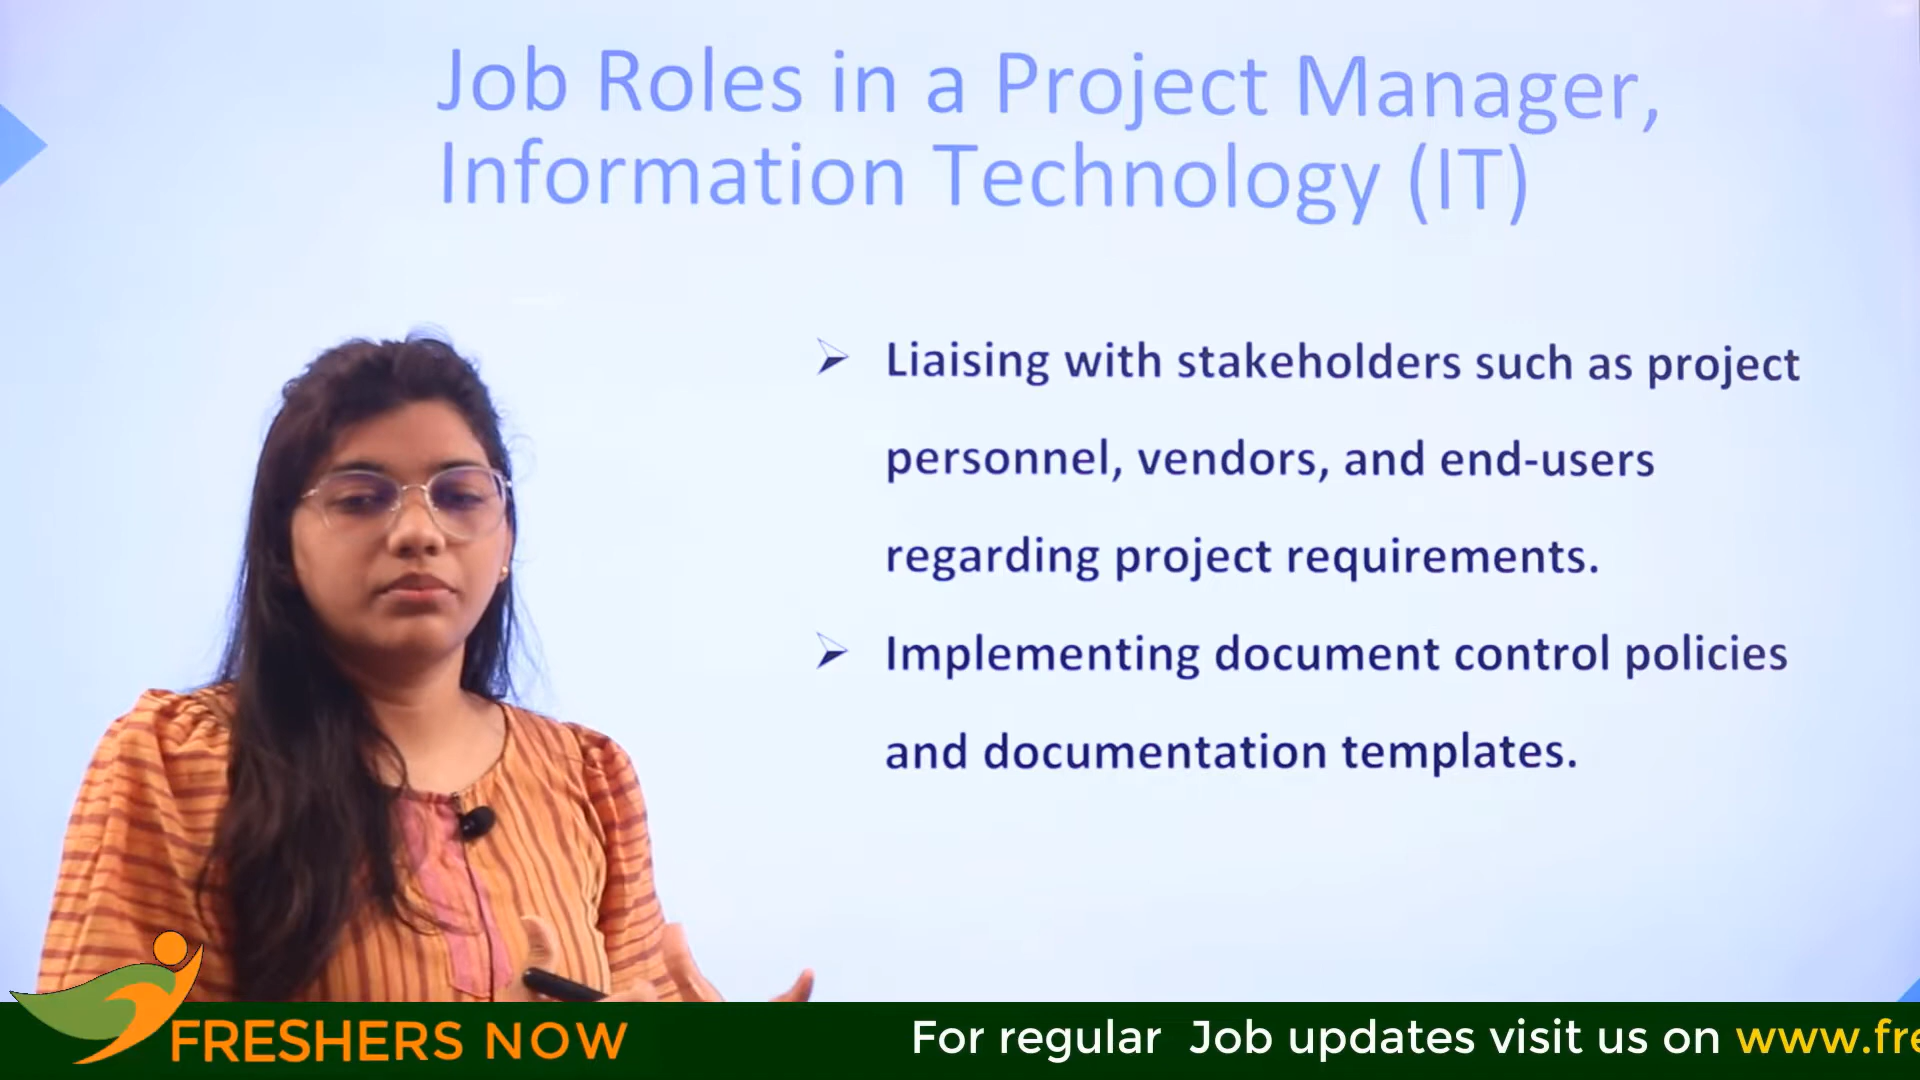 Job Roles in a Project Manager,
Information Technology (IT)
➢ Liaising with stakeholders such as project
personnel, vendors, and end-users
regarding project requirements.
➢ Implementing document control policies
and documentation templates.
FRESHERS NOW
For regular Job updates visit us on www.fre